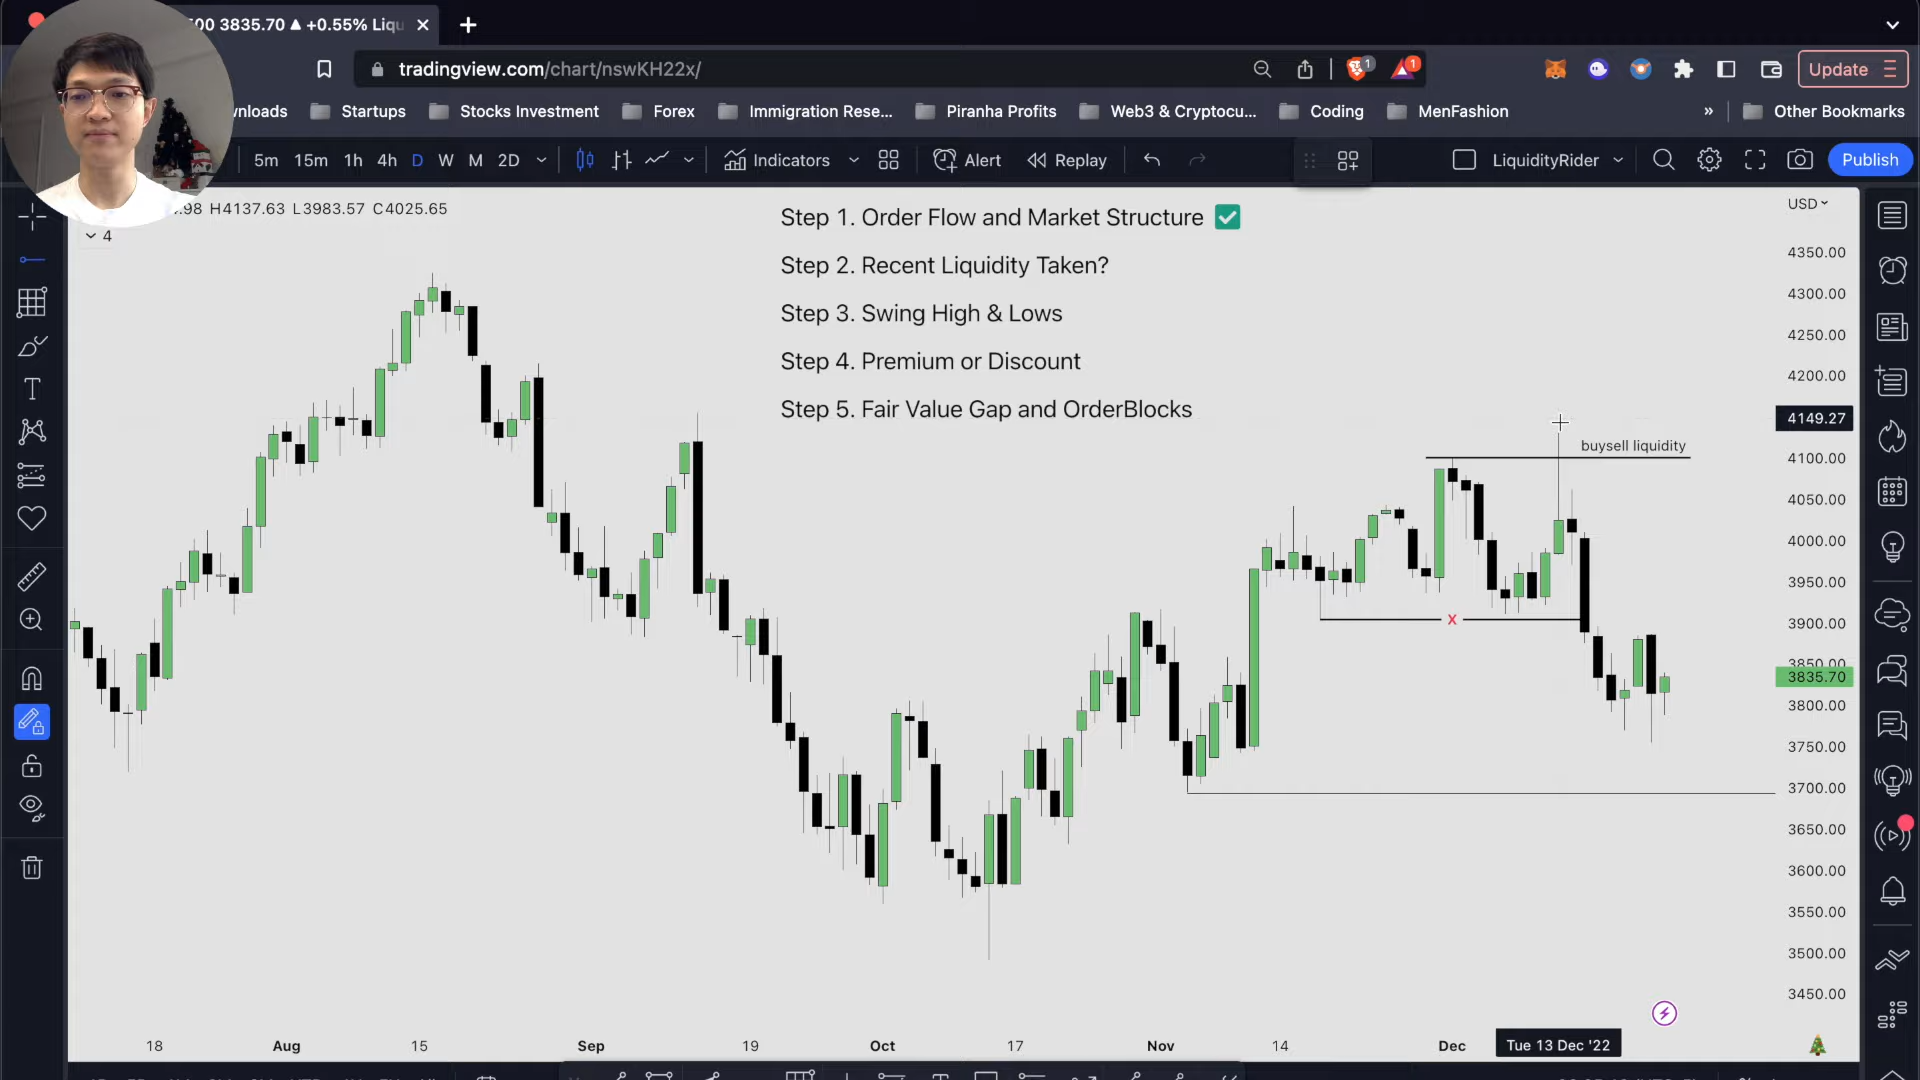 500 3835.70 ▲ +0.55% Liqu
tradingview.com/chart/nswKH22x/
1
1
Update
wnloads
Startups
Stocks Investment
Forex
Immigration Rese...
Piranha Profits
Web3 & Cryptocu...
Coding
MenFashion
»
Other Bookmarks
5m 15m 1h 4h D W M 2D
Indicators
Alert
Replay
LiquidityRider
Publish
.98 H4137.63 L3983.57 C4025.65
4
Step 1. Order Flow and Market Structure ✅
Step 2. Recent Liquidity Taken?
Step 3. Swing High & Lows
Step 4. Premium or Discount
Step 5. Fair Value Gap and OrderBlocks
buysell liquidity
x
USD
4350.00
4300.00
4250.00
4200.00
4149.27
4100.00
4050.00
4000.00
3950.00
3900.00
3850.00
3835.70
3800.00
3750.00
3700.00
3650.00
3600.00
3550.00
3500.00
3450.00
18 Aug 15 Sep 19 Oct 17 Nov 14 Dec Tue 13 Dec '22